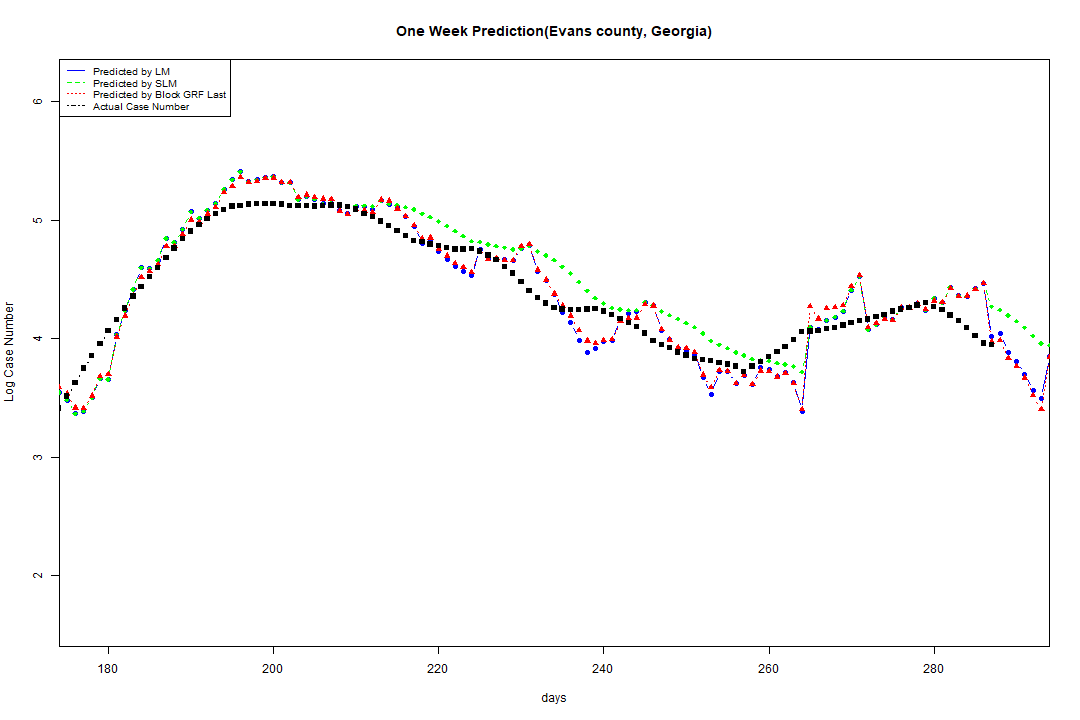 One Week Prediction(Evans county, Georgia)
Predicted by LM
Predicted by SLM
Predicted by Block GRF Last
Actual Case Number
6
5
4
3
2
Log Case Number
180 200 220 240 260 280
days